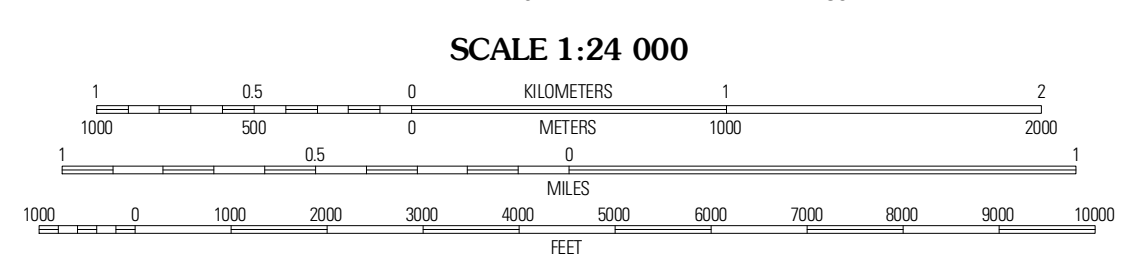 SCALE 1:24 000
1 0.5 0 KILOMETERS 1 2
1000 500 0 METERS 1000 2000
1 0.5 0 1
MILES
1000 0 1000 2000 3000 4000 5000 6000 7000 8000 9000 10000
FEET